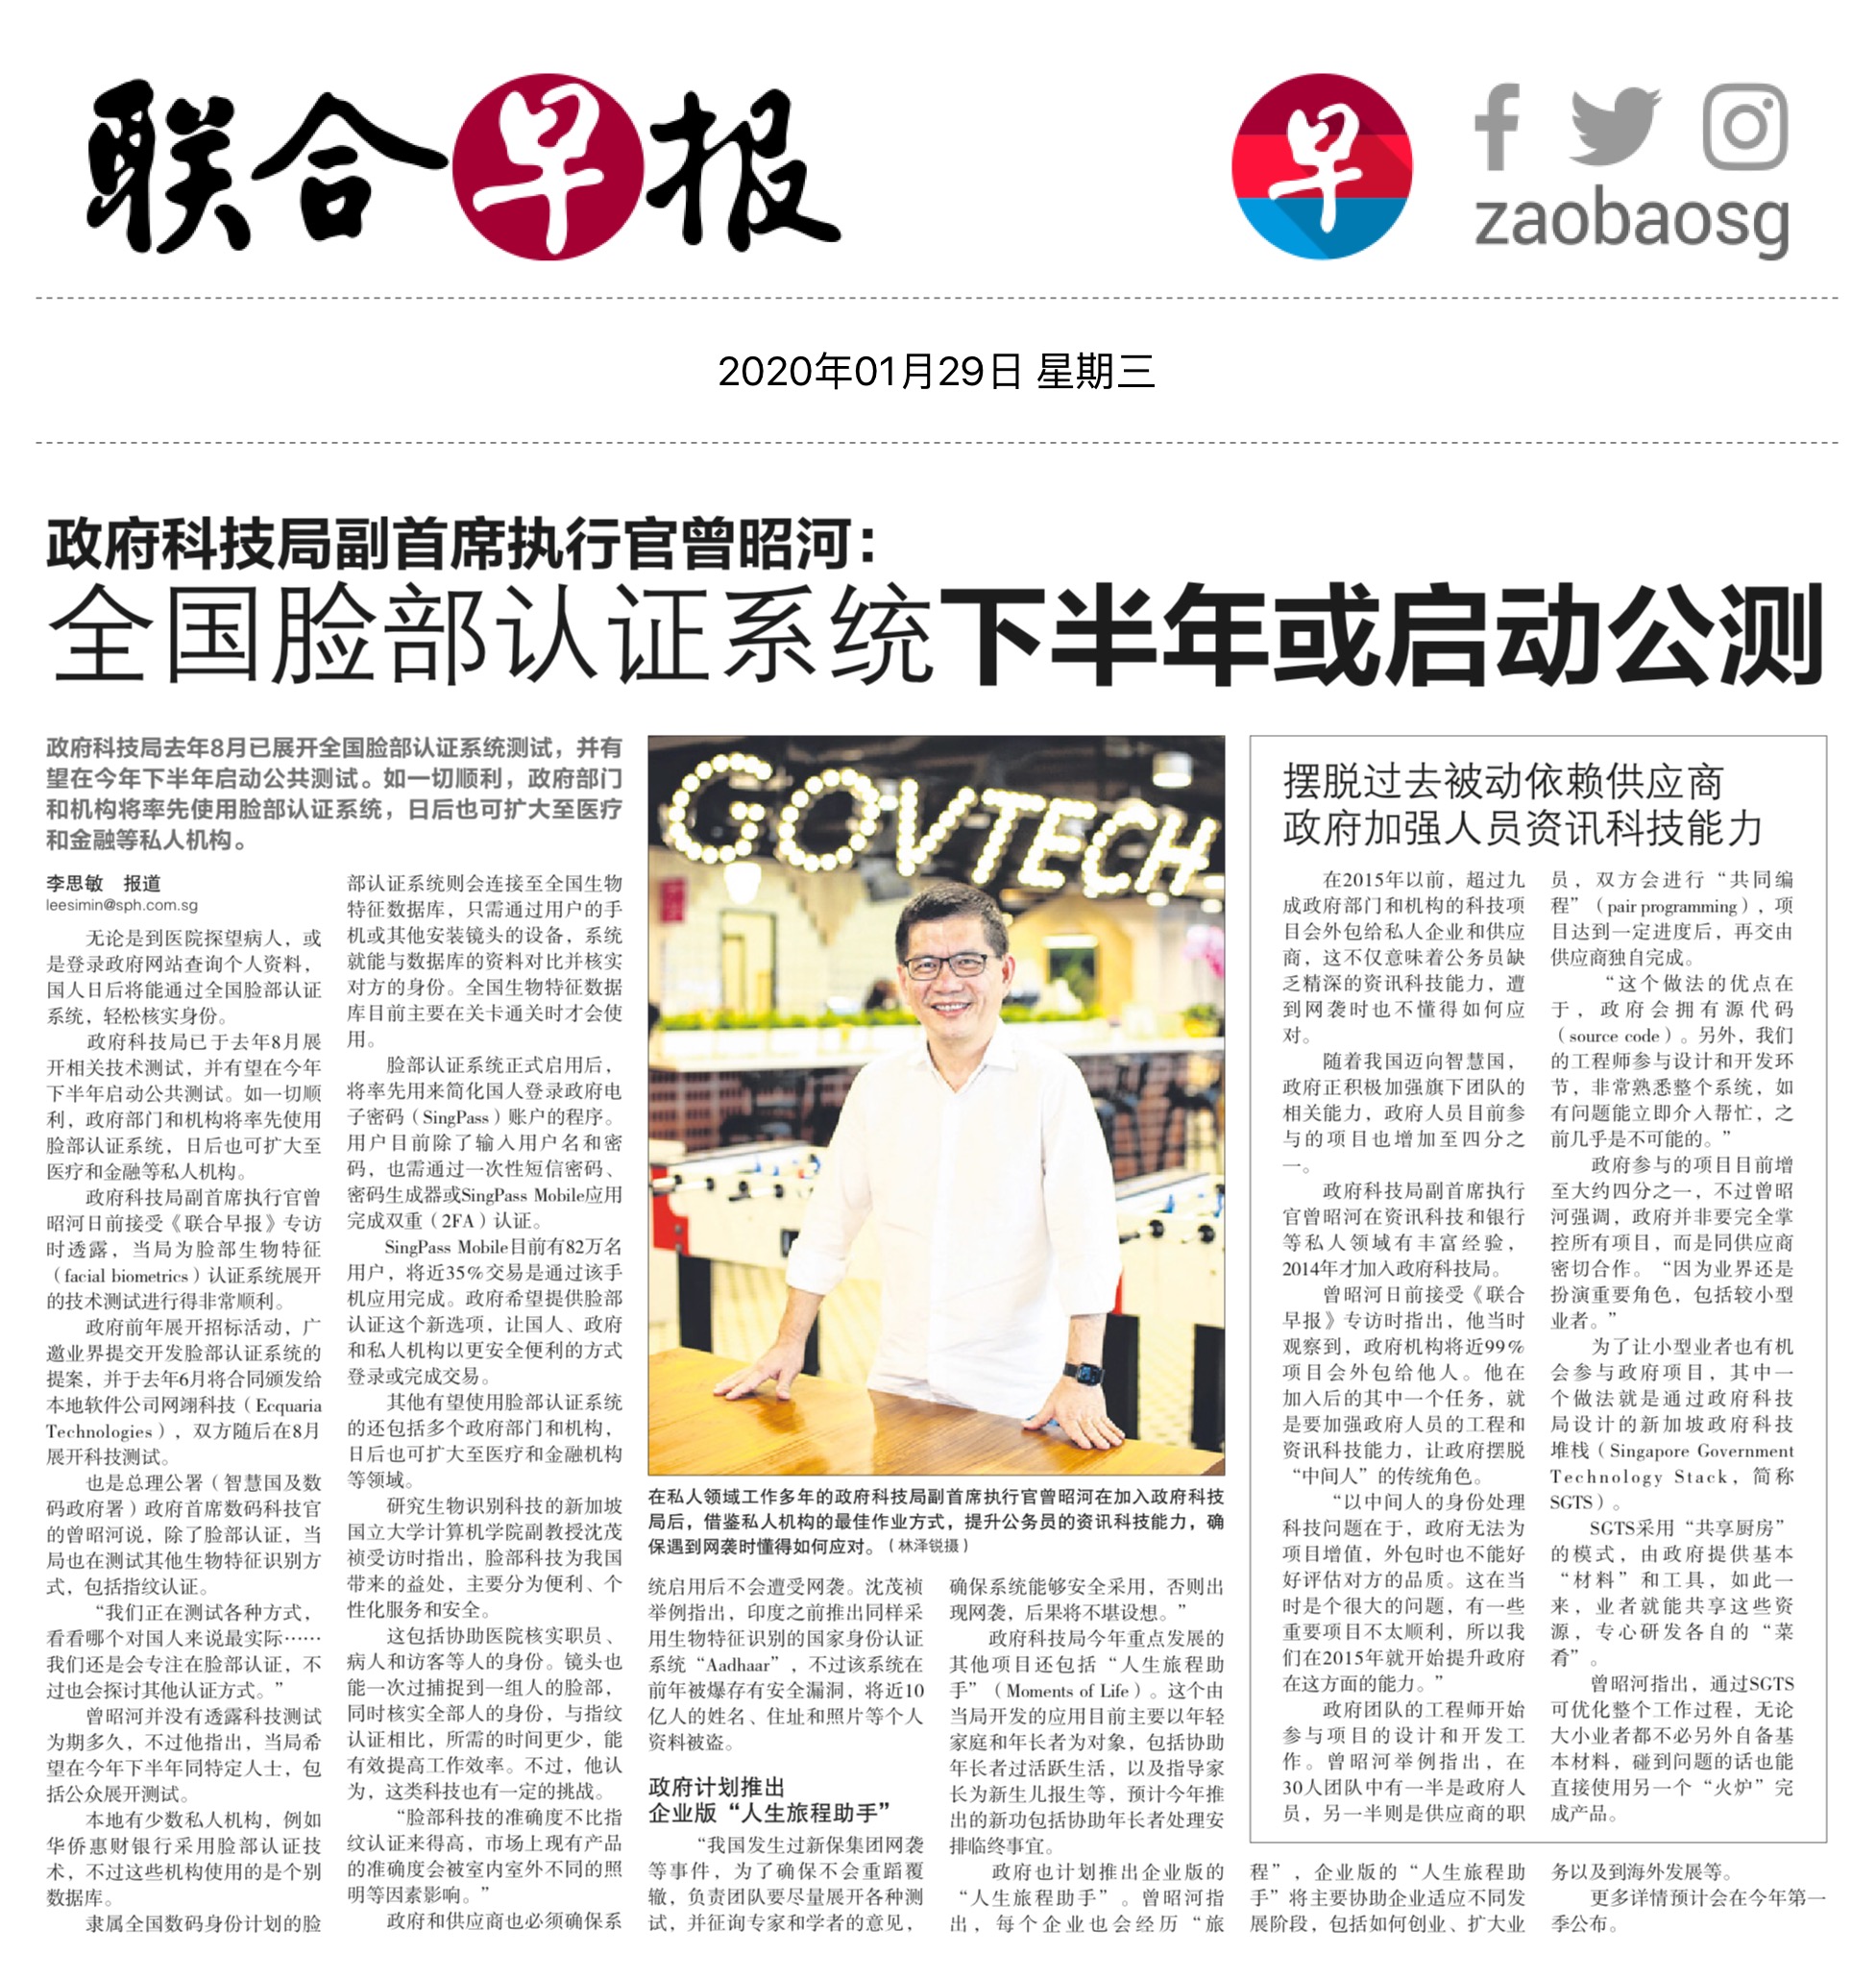 联合早报
早
zaobaosg
2020年01月29日 星期三
政府科技局副首席执行官曾昭河：
全国脸部认证系统下半年或启动公测
政府科技局去年8月已展开全国脸部认证系统测试，并有
望在今年下半年启动公共测试。如一切顺利，政府部门
和机构将率先使用脸部认证系统，日后也可扩大至医疗
和金融等私人机构。
李思敏　报道
leesimin@sph.com.sg
无论是到医院探望病人，或
是登录政府网站查询个人资料，
国人日后将能通过全国脸部认证
系统，轻松核实身份。
政府科技局已于去年8月展
开相关技术测试，并有望在今年
下半年启动公共测试。如一切顺
利，政府部门和机构将率先使用
脸部认证系统，日后也可扩大至
医疗和金融等私人机构。
政府科技局副首席执行官曾
昭河日前接受《联合早报》专访
时透露，当局为脸部生物特征
（facial biometrics）认证系统展开
的技术测试进行得非常顺利。
政府前年展开招标活动，广
邀业界提交开发脸部认证系统的
提案，并于去年6月将合同颁发给
本地软件公司网翊科技（Ecquaria
Technologies），双方随后在8月
展开科技测试。
也是总理公署（智慧国及数
码政府署）政府首席数码科技官
的曾昭河说，除了脸部认证，当
局也在测试其他生物特征识别方
式，包括指纹认证。
“我们正在测试各种方式，
看看哪个对国人来说最实际……
我们还是会专注在脸部认证，不
过也会探讨其他认证方式。”
曾昭河并没有透露科技测试
为期多久，不过他指出，当局希
望在今年下半年同特定人士，包
括公众展开测试。
本地有少数私人机构，例如
华侨惠财银行采用脸部认证技
术，不过这些机构使用的是个别
数据库。
隶属全国数码身份计划的脸
部认证系统则会连接至全国生物
特征数据库，只需通过用户的手
机或其他安装镜头的设备，系统
就能与数据库的资料对比并核实
对方的身份。全国生物特征数据
库目前主要在关卡通关时才会使
用。
脸部认证系统正式启用后，
将率先用来简化国人登录政府电
子密码（SingPass）账户的程序。
用户目前除了输入用户名和密
码，也需通过一次性短信密码、
密码生成器或SingPass Mobile应用
完成双重（2FA）认证。
SingPass Mobile目前有82万名
用户，将近35%交易是通过该手
机应用完成。政府希望提供脸部
认证这个新选项，让国人、政府
和私人机构以更安全便利的方式
登录或完成交易。
其他有望使用脸部认证系统
的还包括多个政府部门和机构，
日后也可扩大至医疗和金融机构
等领域。
研究生物识别科技的新加坡
国立大学计算机学院副教授沈茂
祯受访时指出，脸部科技为我国
带来的益处，主要分为便利、个
性化服务和安全。
这包括协助医院核实职员、
病人和访客等人的身份。镜头也
能一次过捕捉到一组人的脸部，
同时核实全部人的身份，与指纹
认证相比，所需的时间更少，能
有效提高工作效率。不过，他认
为，这类科技也有一定的挑战。
“脸部科技的准确度不比指
纹认证来得高，市场上现有产品
的准确度会被室内室外不同的照
明等因素影响。”
政府和供应商也必须确保系
GOVTECH
在私人领域工作多年的政府科技局副首席执行官曾昭河在加入政府科技
局后，借鉴私人机构的最佳作业方式，提升公务员的资讯科技能力，确
保遇到网袭时懂得如何应对。（林泽锐摄）
统启用后不会遭受网袭。沈茂祯
举例指出，印度之前推出同样采
用生物特征识别的国家身份认证
系统“Aadhaar”，不过该系统在
前年被爆存有安全漏洞，将近10
亿人的姓名、住址和照片等个人
资料被盗。
政府计划推出
企业版“人生旅程助手”
“我国发生过新保集团网袭
等事件，为了确保不会重蹈覆
辙，负责团队要尽量展开各种测
试，并征询专家和学者的意见，
确保系统能够安全采用，否则出
现网袭，后果将不堪设想。”
政府科技局今年重点发展的
其他项目还包括“人生旅程助
手”（Moments of Life）。这个由
当局开发的应用目前主要以年轻
家庭和年长者为对象，包括协助
年长者过活跃生活，以及指导家
长为新生儿报生等，预计今年推
出的新功包括协助年长者处理安
排临终事宜。
政府也计划推出企业版的
“人生旅程助手”。曾昭河指
出，每个企业也会经历“旅
程”，企业版的“人生旅程助
手”将主要协助企业适应不同发
展阶段，包括如何创业、扩大业
务以及到海外发展等。
更多详情预计会在今年第一
季公布。
摆脱过去被动依赖供应商
政府加强人员资讯科技能力
在2015年以前，超过九
成政府部门和机构的科技项
目会外包给私人企业和供应
商，这不仅意味着公务员缺
乏精深的资讯科技能力，遭
到网袭时也不懂得如何应
对。
随着我国迈向智慧国，
政府正积极加强旗下团队的
相关能力，政府人员目前参
与的项目也增加至四分之
一。
政府科技局副首席执行
官曾昭河在资讯科技和银行
等私人领域有丰富经验，
2014年才加入政府科技局。
曾昭河日前接受《联合
早报》专访时指出，他当时
观察到，政府机构将近99%
项目会外包给他人。他在
加入后的其中一个任务，就
是要加强政府人员的工程和
资讯科技能力，让政府摆脱
“中间人”的传统角色。
“以中间人的身份处理
科技问题在于，政府无法为
项目增值，外包时也不能好
好评估对方的品质。这在当
时是个很大的问题，有一些
重要项目不太顺利，所以我
们在2015年就开始提升政府
在这方面的能力。”
政府团队的工程师开始
参与项目的设计和开发工
作。曾昭河举例指出，在
30人团队中有一半是政府人
员，另一半则是供应商的职
员，双方会进行“共同编
程”（pair programming），项
目达到一定进度后，再交由
供应商独自完成。
“这个做法的优点在
于，政府会拥有源代码
（source code）。另外，我们
的工程师参与设计和开发环
节，非常熟悉整个系统，如
有问题能立即介入帮忙，之
前几乎是不可能的。”
政府参与的项目目前增
至大约四分之一，不过曾昭
河强调，政府并非要完全掌
控所有项目，而是同供应商
密切合作。“因为业界还是
扮演重要角色，包括较小型
业者。”
为了让小型业者也有机
会参与政府项目，其中一
个做法就是通过政府科技
局设计的新加坡政府科技
堆栈（Singapore Government
Technology Stack，简称
SGTS）。
SGTS采用“共享厨房”
的模式，由政府提供基本
“材料”和工具，如此一
来，业者就能共享这些资
源，专心研发各自的“菜
肴”。
曾昭河指出，通过SGTS
可优化整个工作过程，无论
大小业者都不必另外自备基
本材料，碰到问题的话也能
直接使用另一个“火炉”完
成产品。